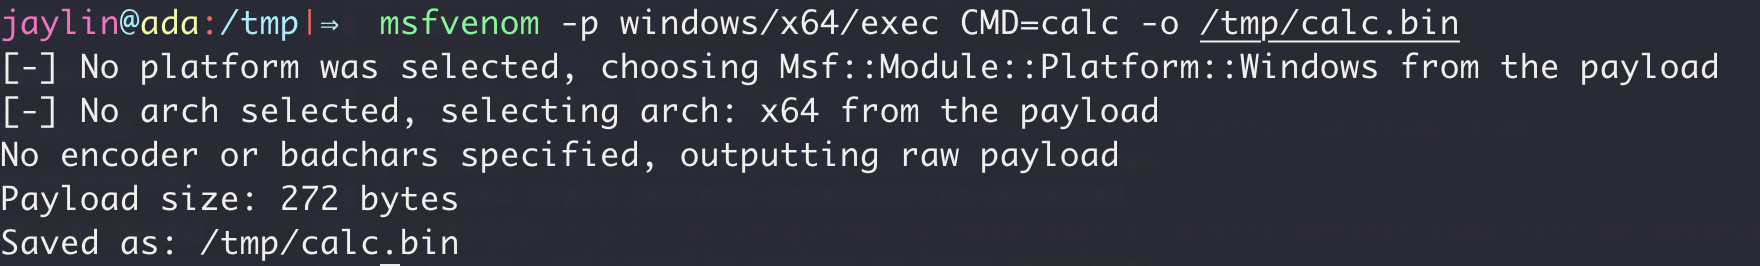 jaylin@ada:/tmp|⇒  msfvenom -p windows/x64/exec CMD=calc -o /tmp/calc.bin
[-] No platform was selected, choosing Msf::Module::Platform::Windows from the payload
[-] No arch selected, selecting arch: x64 from the payload
No encoder or badchars specified, outputting raw payload
Payload size: 272 bytes
Saved as: /tmp/calc.bin